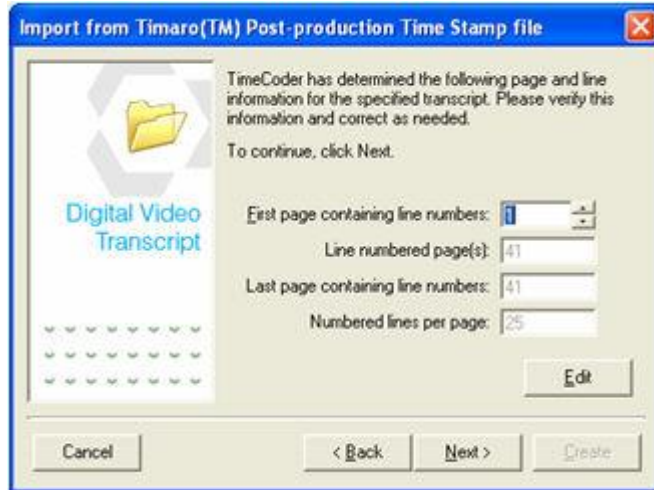 Import from Timaro(TM) Post-production Time Stamp file
TimeCoder has determined the following page and line
information for the specified transcript. Please verify this
information and correct as needed.
To continue, click Next.
Digital Video
Transcript
First page containing line numbers: 1
Line numbered page(s): 41
Last page containing line numbers: 41
Numbered lines per page: 25
Edit
Cancel
< Back
Next >
Create